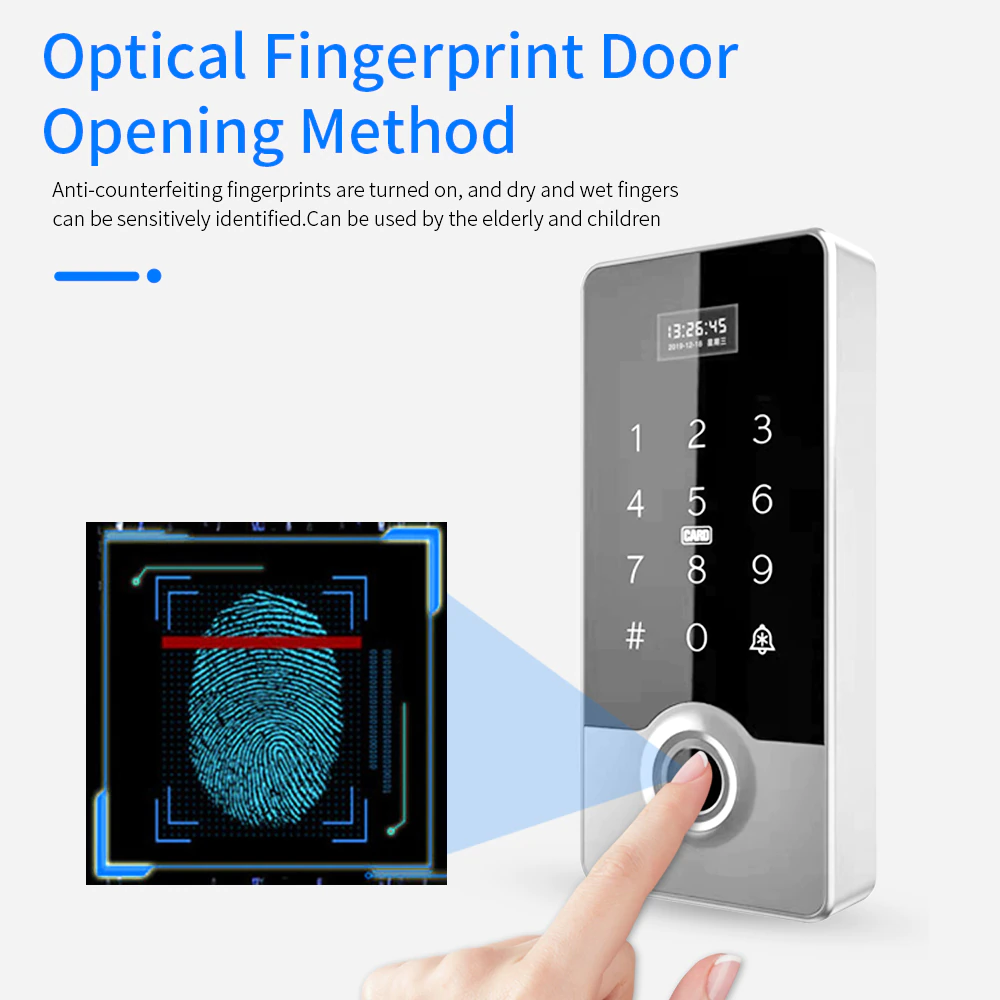 Optical Fingerprint Door
Opening Method
Anti-counterfeiting fingerprints are turned on, and dry and wet fingers
can be sensitively identified.Can be used by the elderly and children
13:26:45
2019-12-18 星期三
1 2 3
4 5 6
CARD
7 8 9
# 0